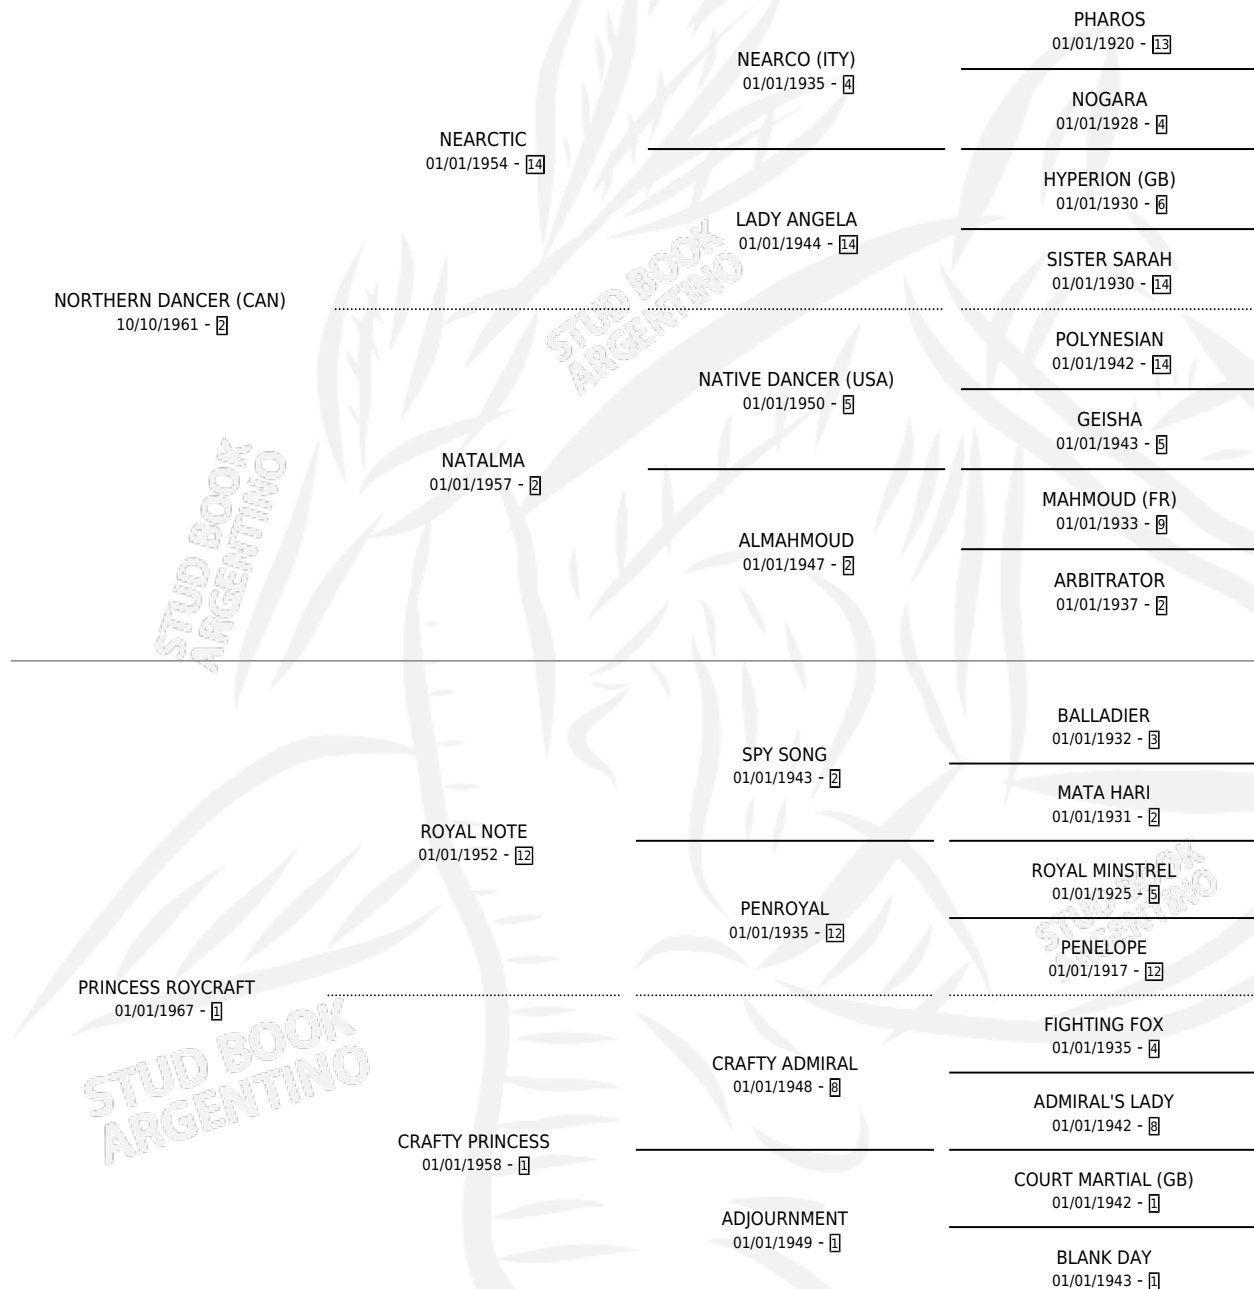 PHAROS
01/01/1920 - 13
NEARCO (ITY)
01/01/1935 - 4
NOGARA
01/01/1928 - 4
NEARCTIC
01/01/1954 - 14
HYPERION (GB)
01/01/1930 - 6
LADY ANGELA
01/01/1944 - 14
SISTER SARAH
01/01/1930 - 14
NORTHERN DANCER (CAN)
10/10/1961 - 2
POLYNESIAN
01/01/1942 - 14
NATIVE DANCER (USA)
01/01/1950 - 5
GEISHA
01/01/1943 - 5
NATALMA
01/01/1957 - 2
MAHMOUD (FR)
01/01/1933 - 9
ALMAHMOUD
01/01/1947 - 2
ARBITRATOR
01/01/1937 - 2
BALLADIER
01/01/1932 - 3
SPY SONG
01/01/1943 - 2
MATA HARI
01/01/1931 - 2
ROYAL NOTE
01/01/1952 - 12
ROYAL MINSTREL
01/01/1925 - 5
PENROYAL
01/01/1935 - 12
PENELOPE
01/01/1917 - 12
PRINCESS ROYCRAFT
01/01/1967 - 1
FIGHTING FOX
01/01/1935 - 4
CRAFTY ADMIRAL
01/01/1948 - 8
ADMIRAL'S LADY
01/01/1942 - 8
CRAFTY PRINCESS
01/01/1958 - 1
COURT MARTIAL (GB)
01/01/1942 - 1
ADJOURNMENT
01/01/1949 - 1
BLANK DAY
01/01/1943 - 1
STUD BOOK
ARGENTINO
STUD BOOK
ARGENTINO
STUD BOOK
ARGENTINO
STUD BOOK
ARGENTINO